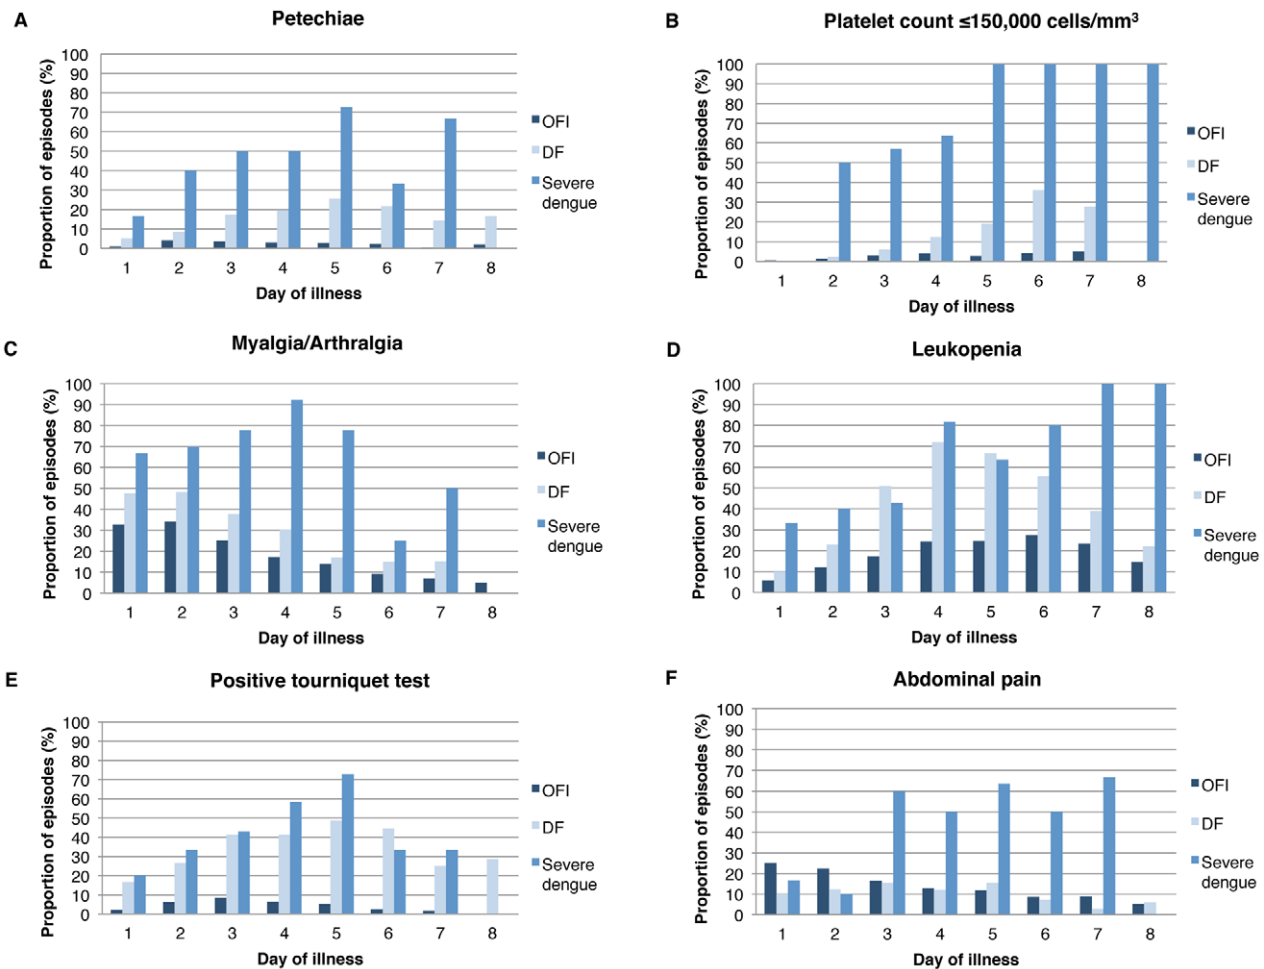 A
Petechiae
Proportion of episodes (%)
100
90
80
70
60
50
40
30
20
10
0
1 2 3 4 5 6 7 8
Day of illness
OFI
DF
Severe
dengue
B
Platelet count ≤150,000 cells/mm³
Proportion of episodes (%)
100
90
80
70
60
50
40
30
20
10
0
1 2 3 4 5 6 7 8
Day of illness
OFI
DF
Severe
dengue
C
Myalgia/Arthralgia
Proportion of episodes (%)
100
90
80
70
60
50
40
30
20
10
0
1 2 3 4 5 6 7 8
Day of illness
OFI
DF
Severe
dengue
D
Leukopenia
Proportion of episodes (%)
100
90
80
70
60
50
40
30
20
10
0
1 2 3 4 5 6 7 8
Day of illness
OFI
DF
Severe
dengue
E
Positive tourniquet test
Proportion of episodes (%)
100
90
80
70
60
50
40
30
20
10
0
1 2 3 4 5 6 7 8
Day of illness
OFI
DF
Severe
dengue
F
Abdominal pain
Proportion of episodes (%)
100
90
80
70
60
50
40
30
20
10
0
1 2 3 4 5 6 7 8
Day of illness
OFI
DF
Severe
dengue